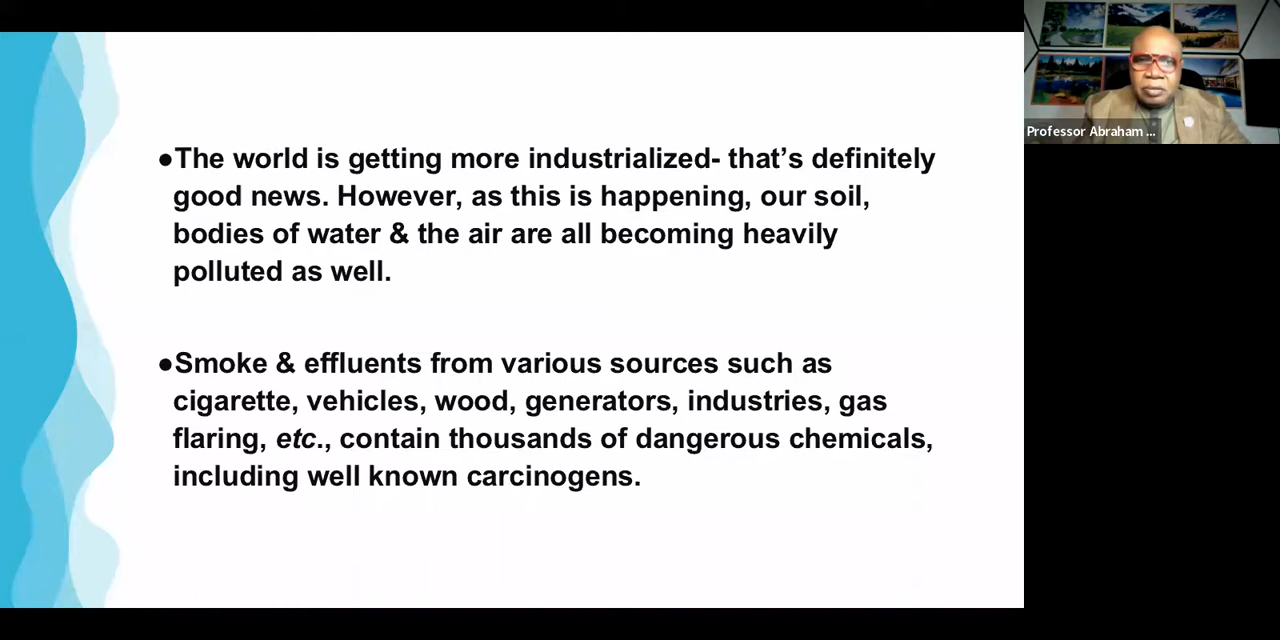 ●The world is getting more industrialized- that’s definitely
good news. However, as this is happening, our soil,
bodies of water & the air are all becoming heavily
polluted as well.
●Smoke & effluents from various sources such as
cigarette, vehicles, wood, generators, industries, gas
flaring, etc., contain thousands of dangerous chemicals,
including well known carcinogens.
Professor Abraham ...